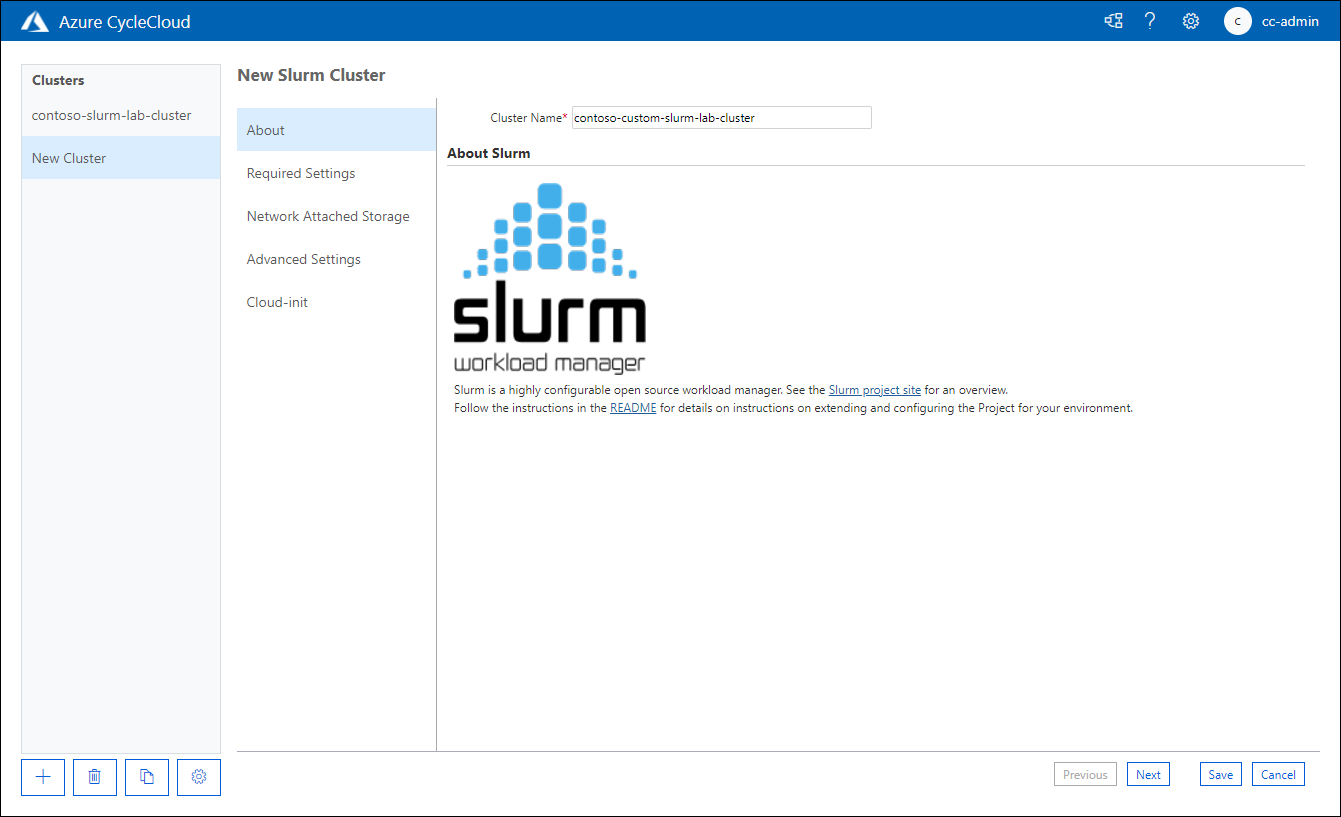 Azure CycleCloud
C
cc-admin
Clusters
contoso-slurm-lab-cluster
New Cluster
New Slurm Cluster
About
Required Settings
Network Attached Storage
Advanced Settings
Cloud-init
Cluster Name* contoso-custom-slurm-lab-cluster
About Slurm
slurm
workload manager
Slurm is a highly configurable open source workload manager. See the Slurm project site for an overview.
Follow the instructions in the README for details on instructions on extending and configuring the Project for your environment.
Previous
Next
Save
Cancel